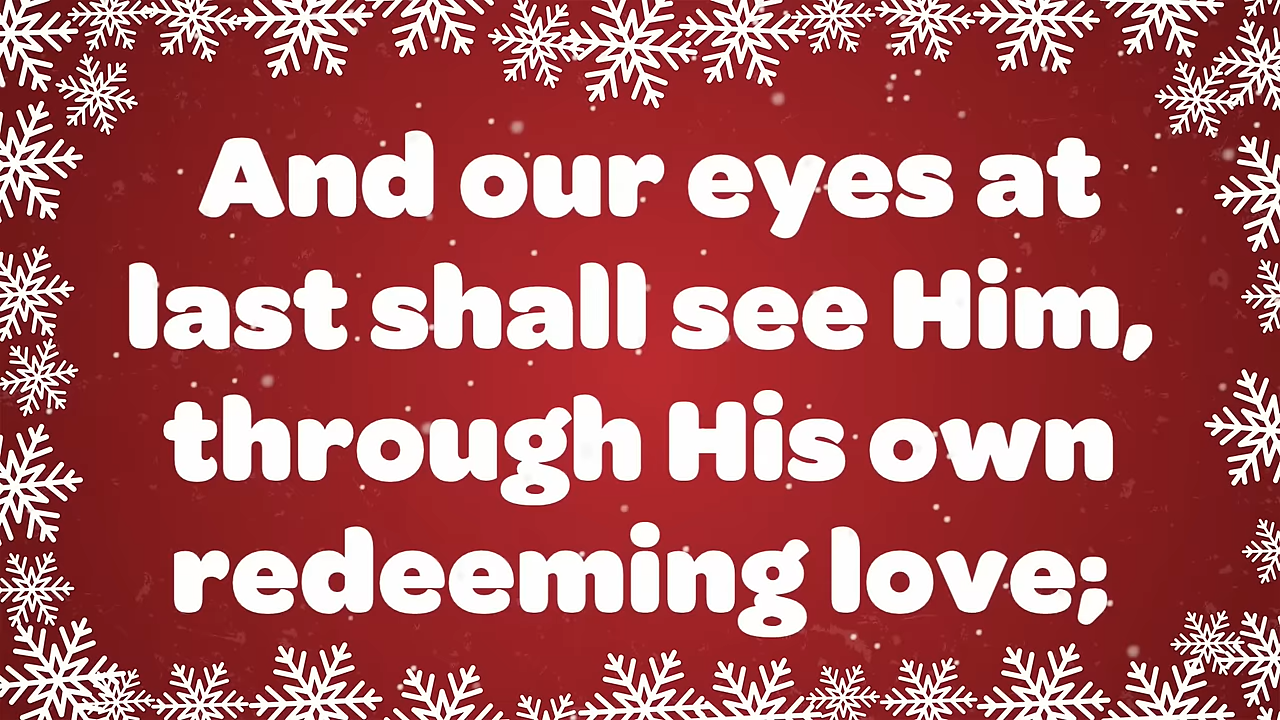 And our eyes at
last shall see Him,
through His own
redeeming love;